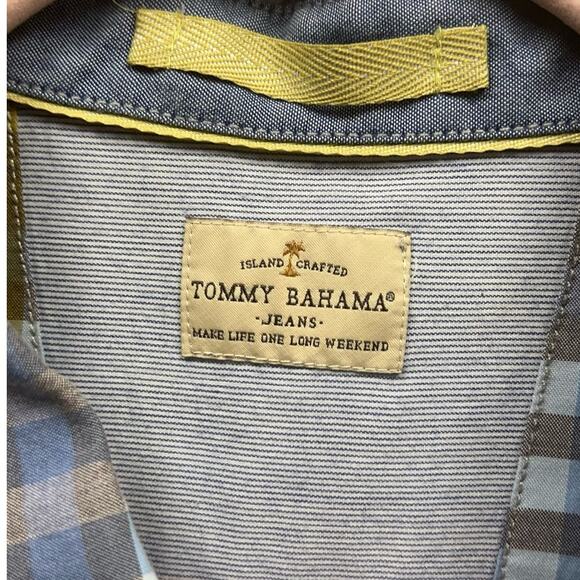 ISLAND CRAFTED
TOMMY BAHAMA®
·JEANS·
MAKE LIFE ONE LONG WEEKEND